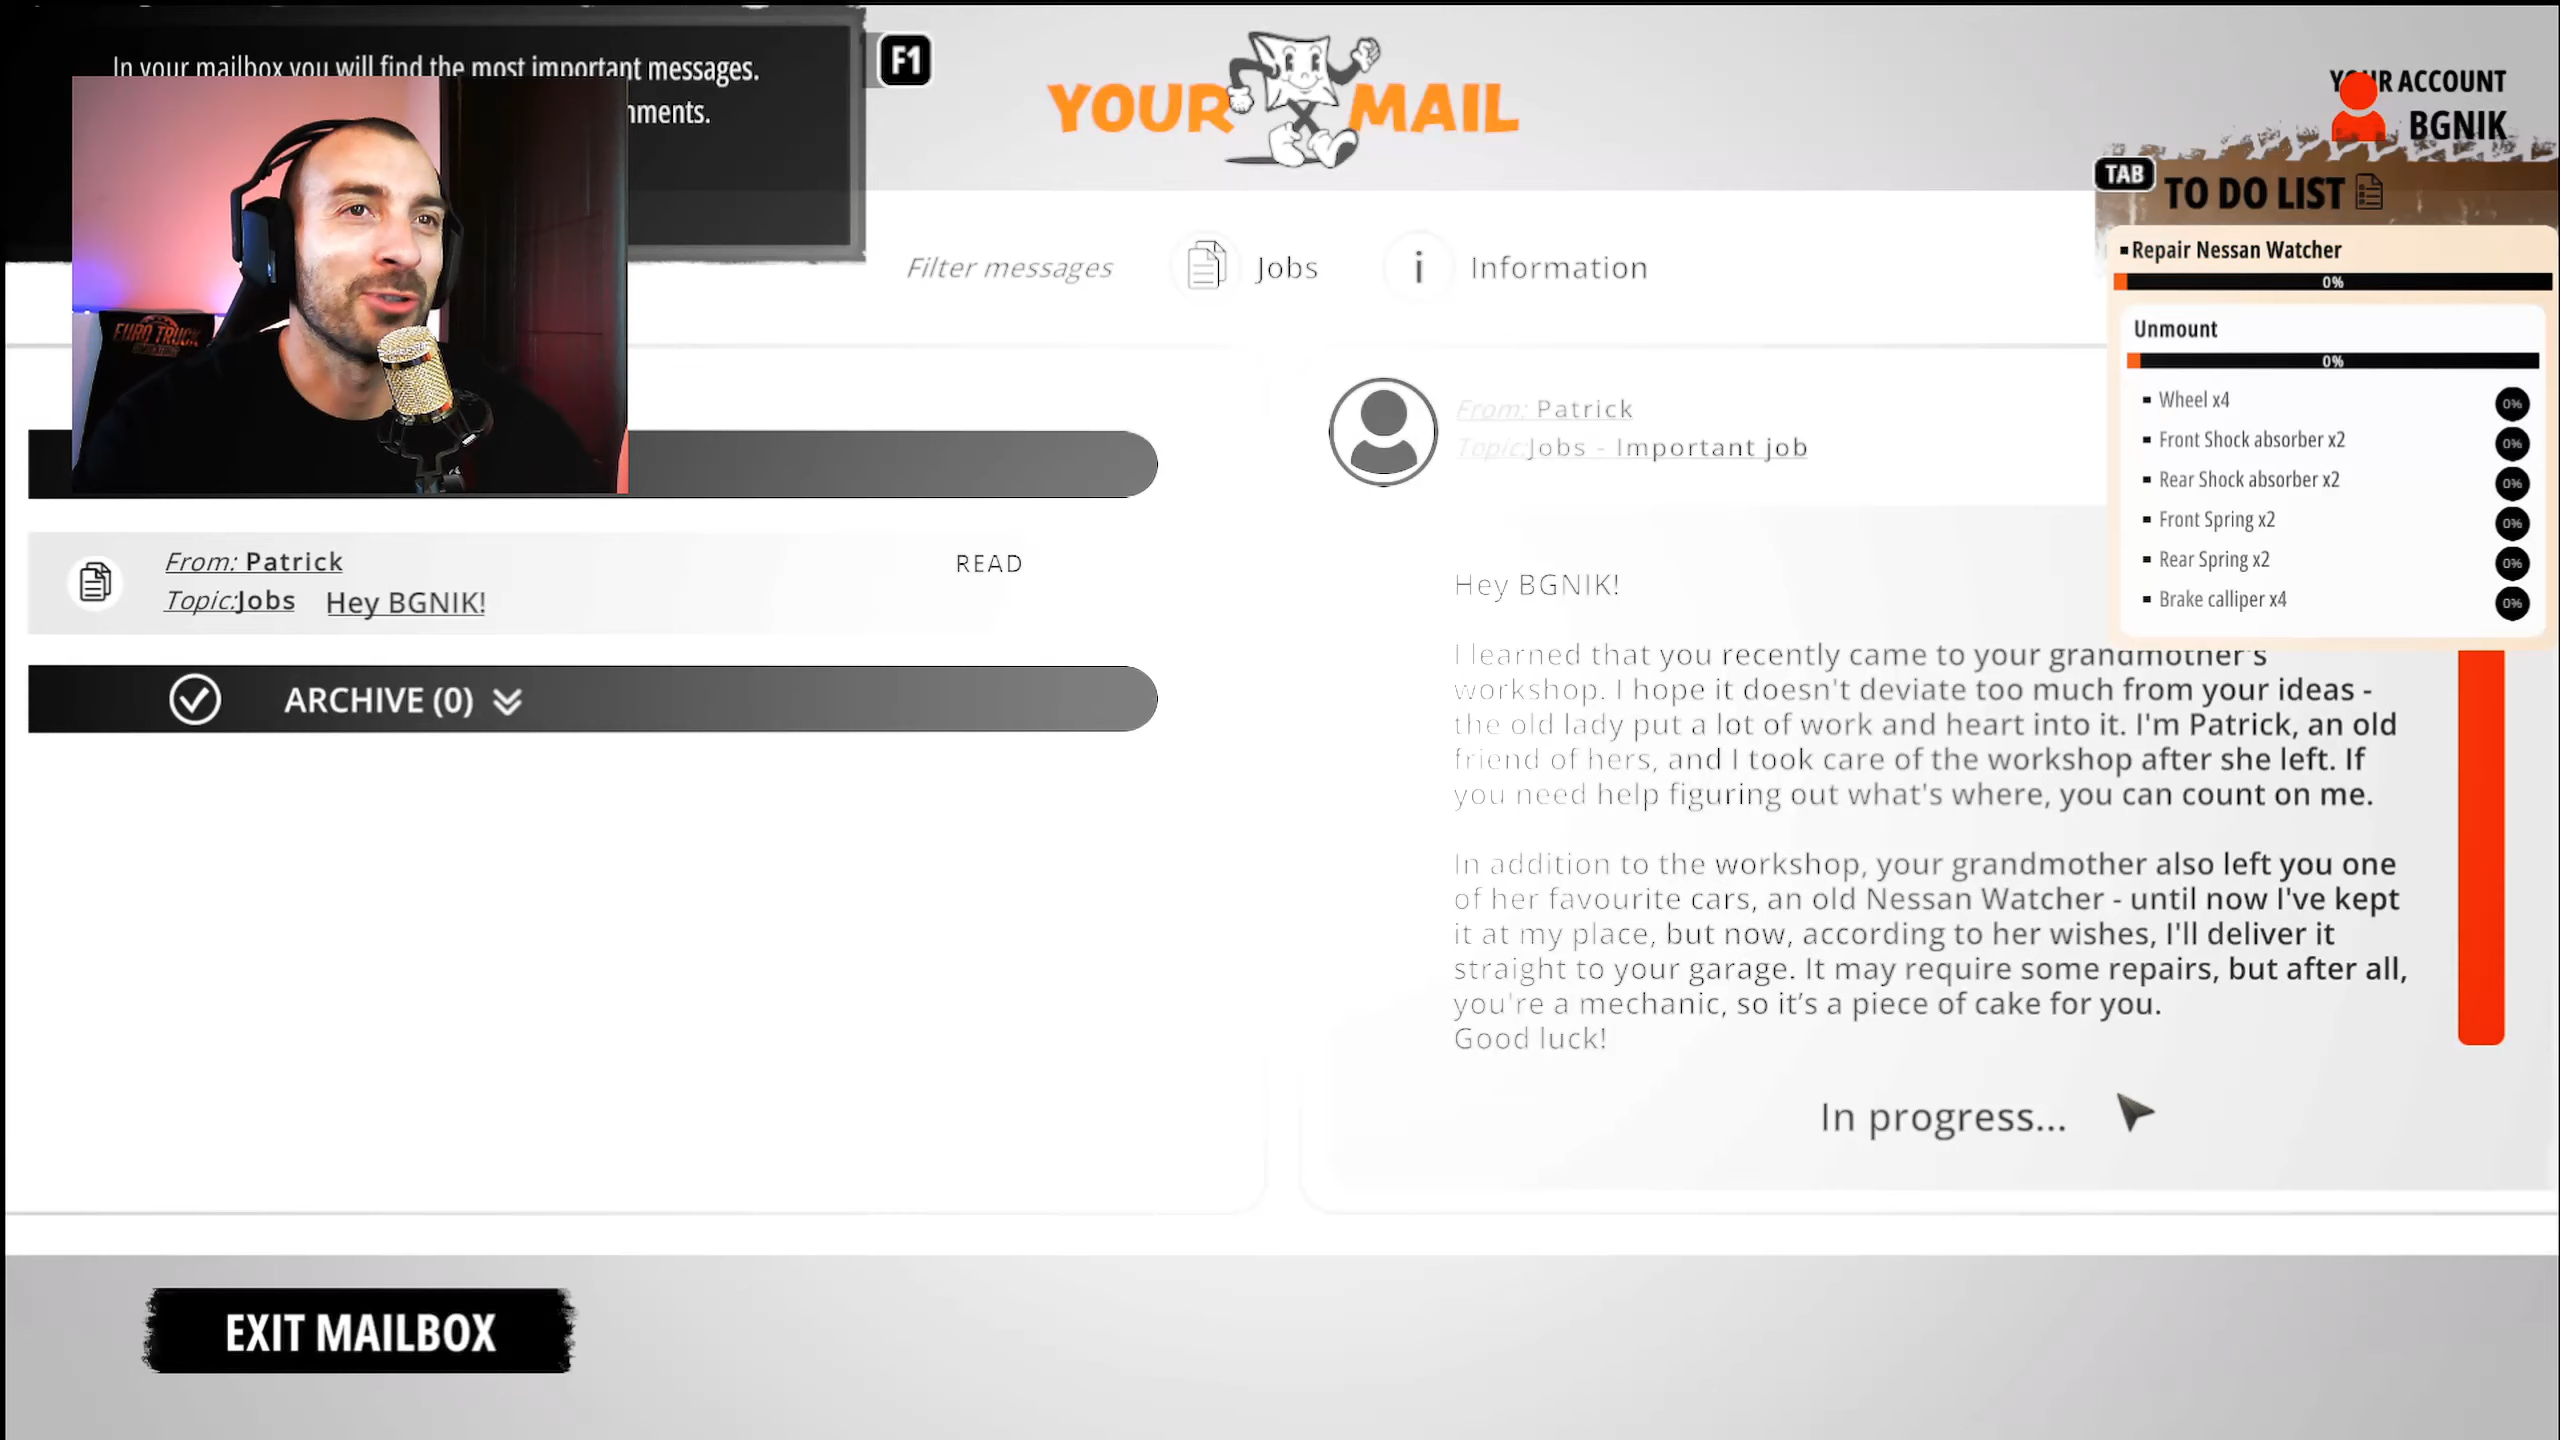 In your mailbox you will find the most important messages.
nments.
F1
YOUR MAIL
YOUR ACCOUNT
BGNIK
TAB
TO DO LIST
Repair Nessan Watcher
0%
Unmount
0%
Wheel x4
0%
Front Shock absorber x2
0%
Rear Shock absorber x2
0%
Front Spring x2
0%
Rear Spring x2
0%
Brake calliper x4
0%
Filter messages
Jobs
i
Information
EURO TRUCK
From: Patrick
READ
Topic:Jobs Hey BGNIK!
ARCHIVE (0)
From: Patrick
Topic:Jobs - Important job
Hey BGNIK!
I learned that you recently came to your grandmother's
workshop. I hope it doesn't deviate too much from your ideas -
the old lady put a lot of work and heart into it. I'm Patrick, an old
friend of hers, and I took care of the workshop after she left. If
you need help figuring out what's where, you can count on me.
In addition to the workshop, your grandmother also left you one
of her favourite cars, an old Nessan Watcher - until now I've kept
it at my place, but now, according to her wishes, I'll deliver it
straight to your garage. It may require some repairs, but after all,
you're a mechanic, so it's a piece of cake for you.
Good luck!
In progress...
EXIT MAILBOX